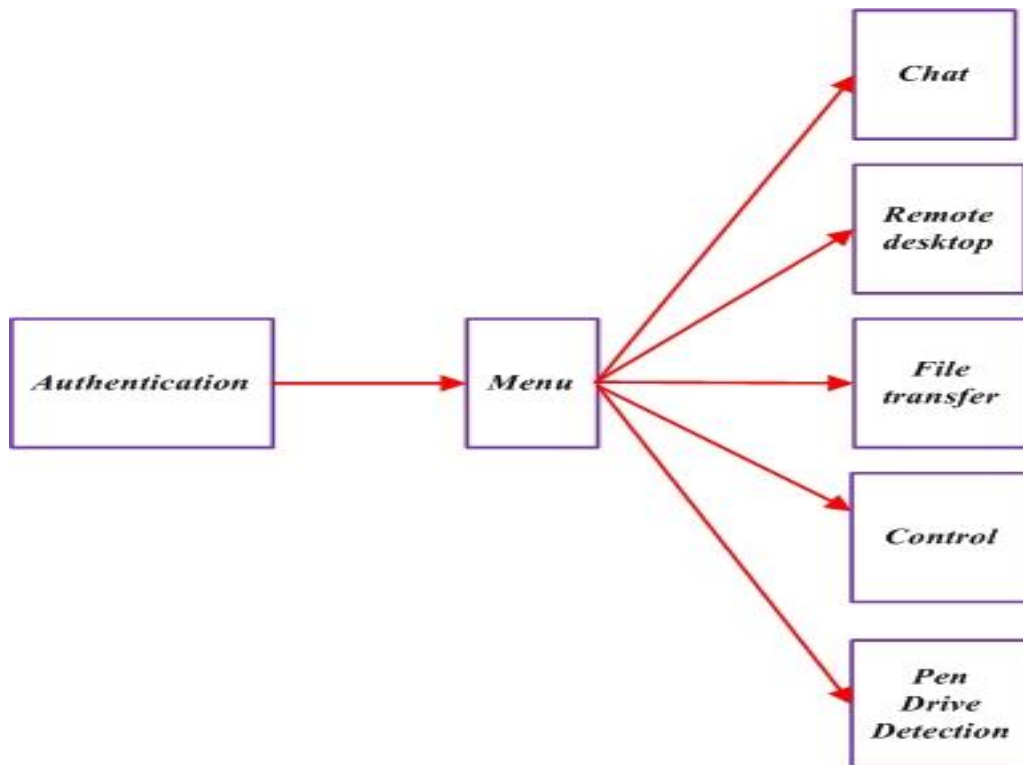 Chat
Remote
desktop
Authentication
Menu
File
transfer
Control
Pen
Drive
Detection